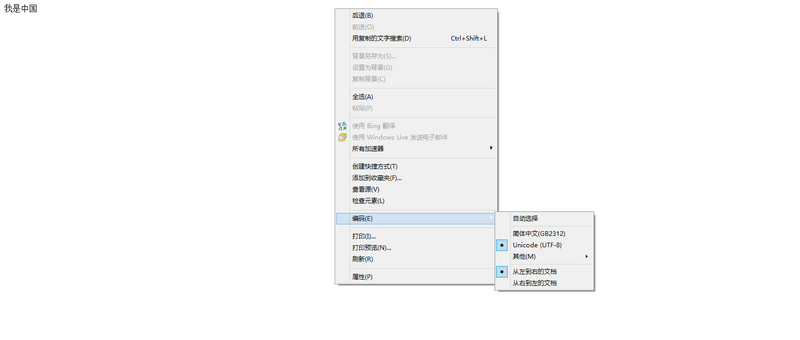 我是中国
后退(B)
前进(O)
用复制的文字搜索(D) Ctrl+Shift+L
背景另存为(S)...
设置为背景(G)
复制背景(C)
全选(A)
粘贴(P)
使用 Bing 翻译
使用 Windows Live 发送电子邮件
所有加速器
创建快捷方式(T)
添加到收藏夹(F)...
查看源(V)
检查元素(L)
编码(E)
打印(I)...
打印预览(N)...
刷新(R)
属性(P)
自动选择
简体中文(GB2312)
Unicode (UTF-8)
其他(M)
从左到右的文档
从右到左的文档